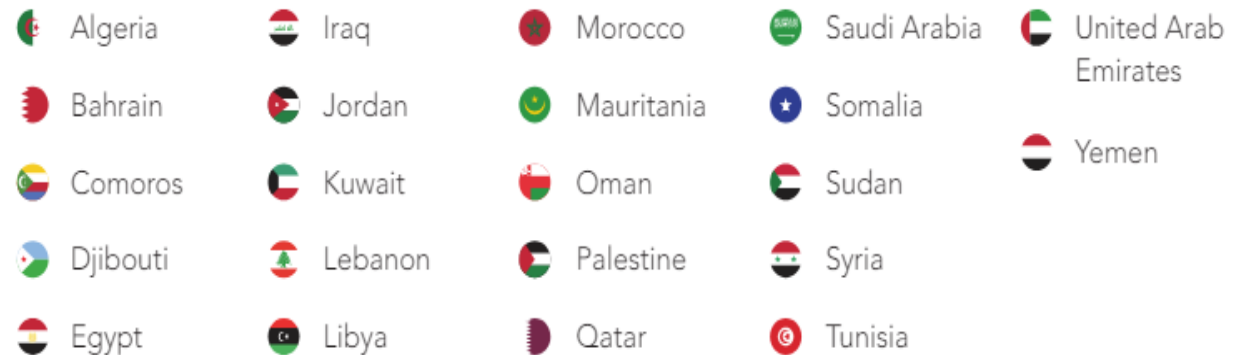 Algeria
Bahrain
Comoros
Djibouti
Egypt
Iraq
Jordan
Kuwait
Lebanon
Libya
Morocco
Mauritania
Oman
Palestine
Qatar
Saudi Arabia
Somalia
Sudan
Syria
Tunisia
United Arab
Emirates
Yemen